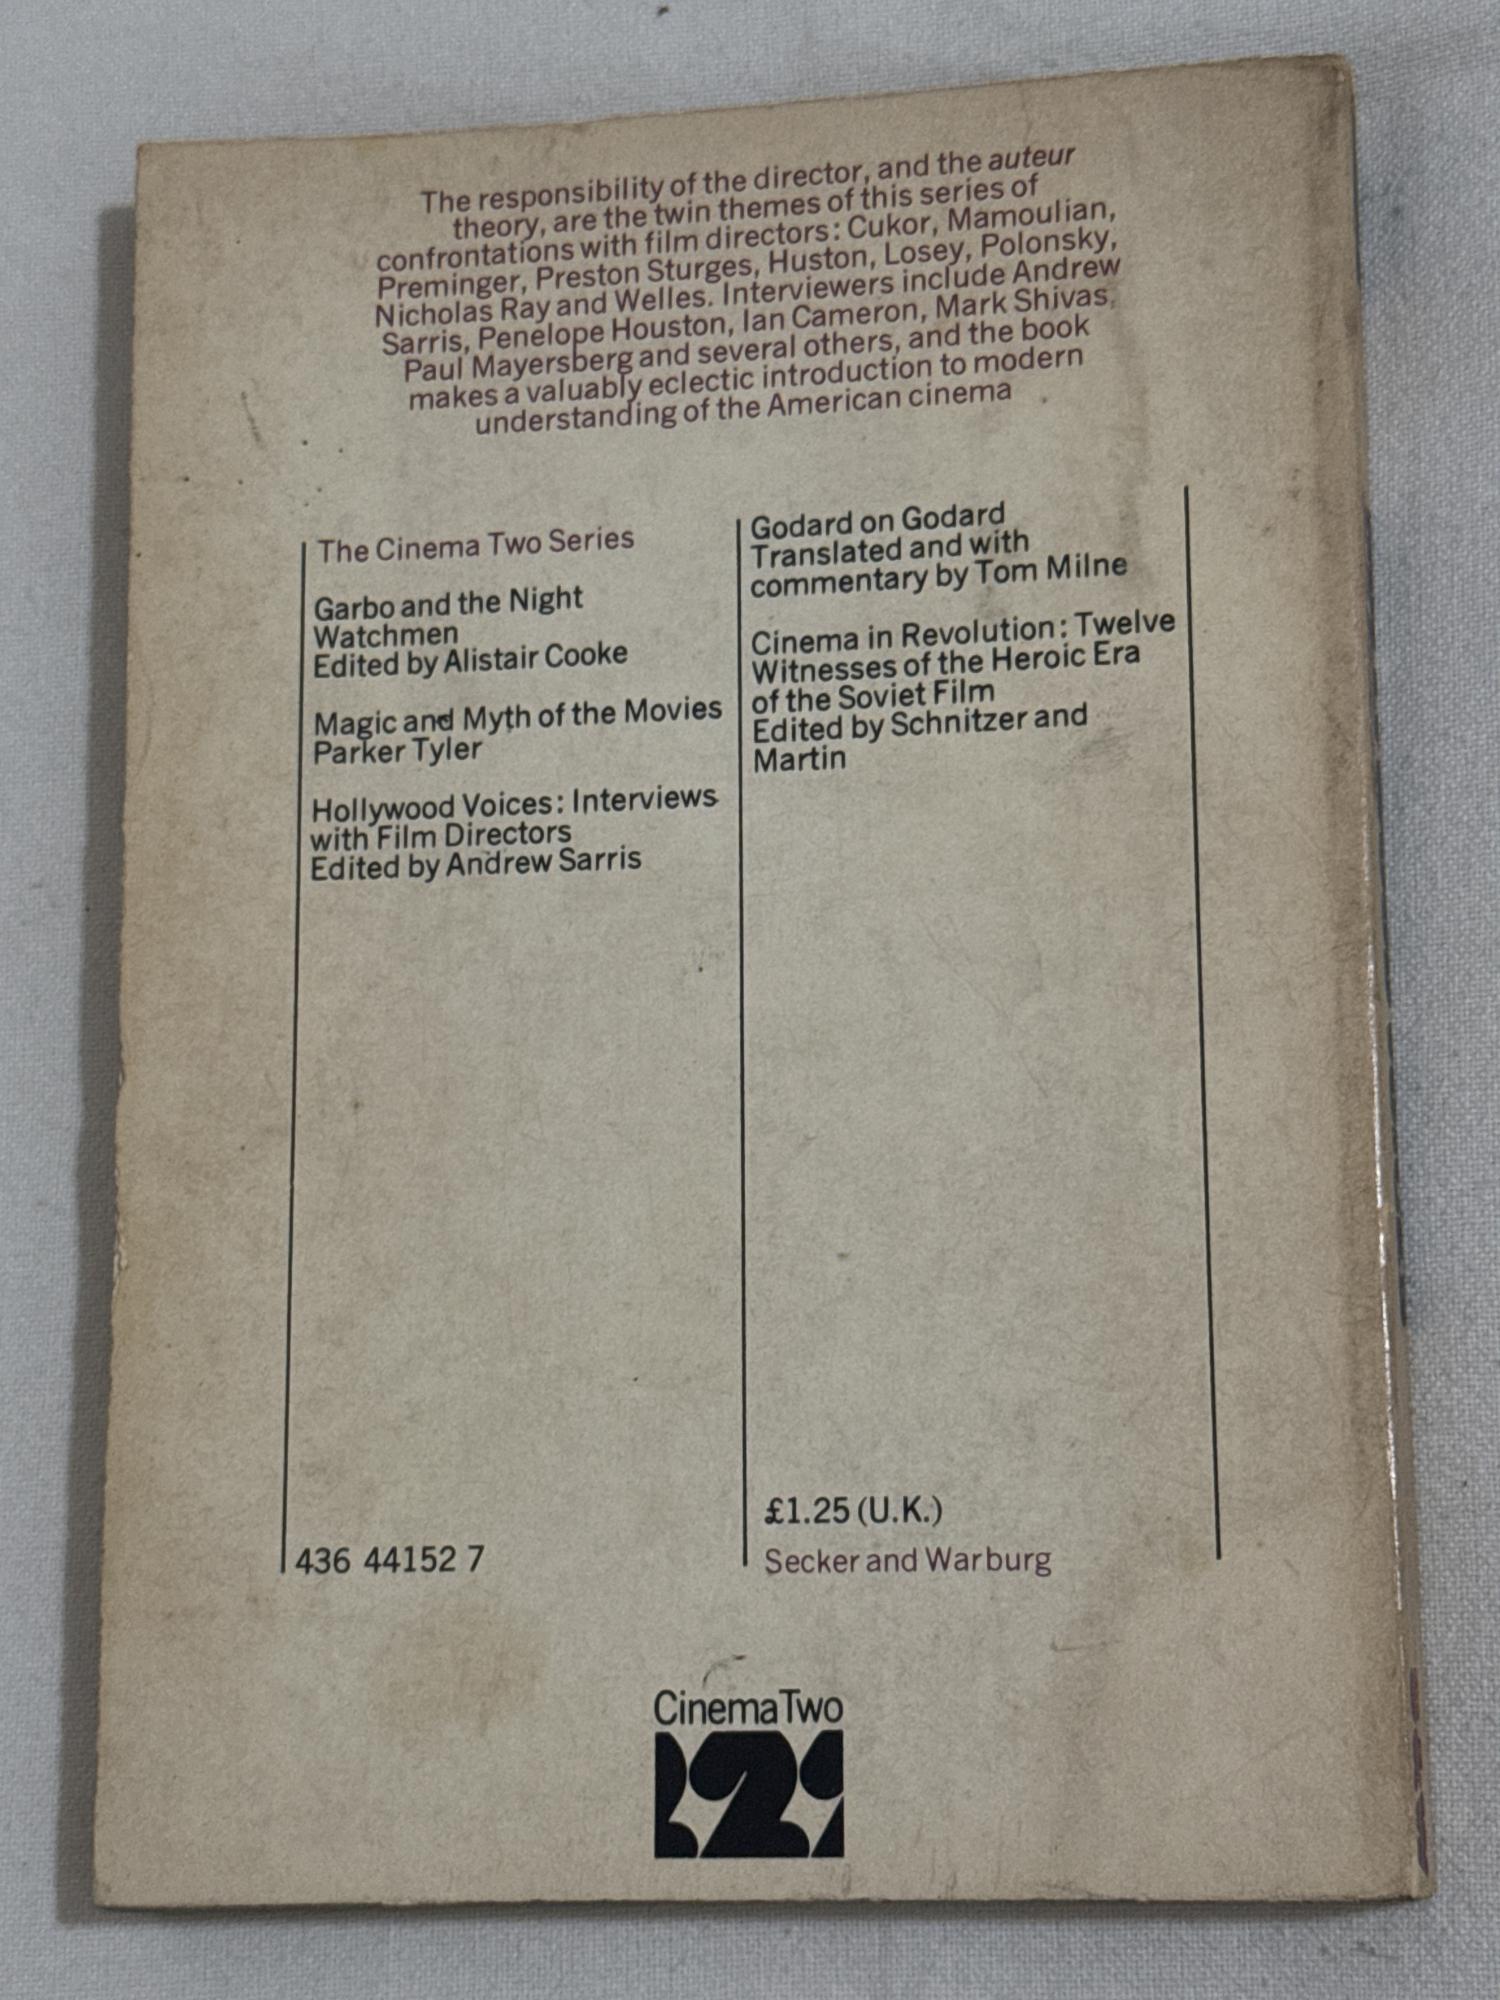 The responsibility of the director, and the auteur
theory, are the twin themes of this series of
confrontations with film directors: Cukor, Mamoulian,
Preminger, Preston Sturges, Huston, Losey, Polonsky,
Nicholas Ray and Welles. Interviewers include Andrew
Sarris, Penelope Houston, Ian Cameron, Mark Shivas,
Paul Mayersberg and several others, and the book
makes a valuably eclectic introduction to modern
understanding of the American cinema
The Cinema Two Series
Garbo and the Night
Watchmen
Edited by Alistair Cooke
Magic and Myth of the Movies
Parker Tyler
Hollywood Voices: Interviews
with Film Directors
Edited by Andrew Sarris
Godard on Godard
Translated and with
commentary by Tom Milne
Cinema in Revolution: Twelve
Witnesses of the Heroic Era
of the Soviet Film
Edited by Schnitzer and
Martin
436 44152 7
£1.25 (U.K.)
Secker and Warburg
Cinema Two
2